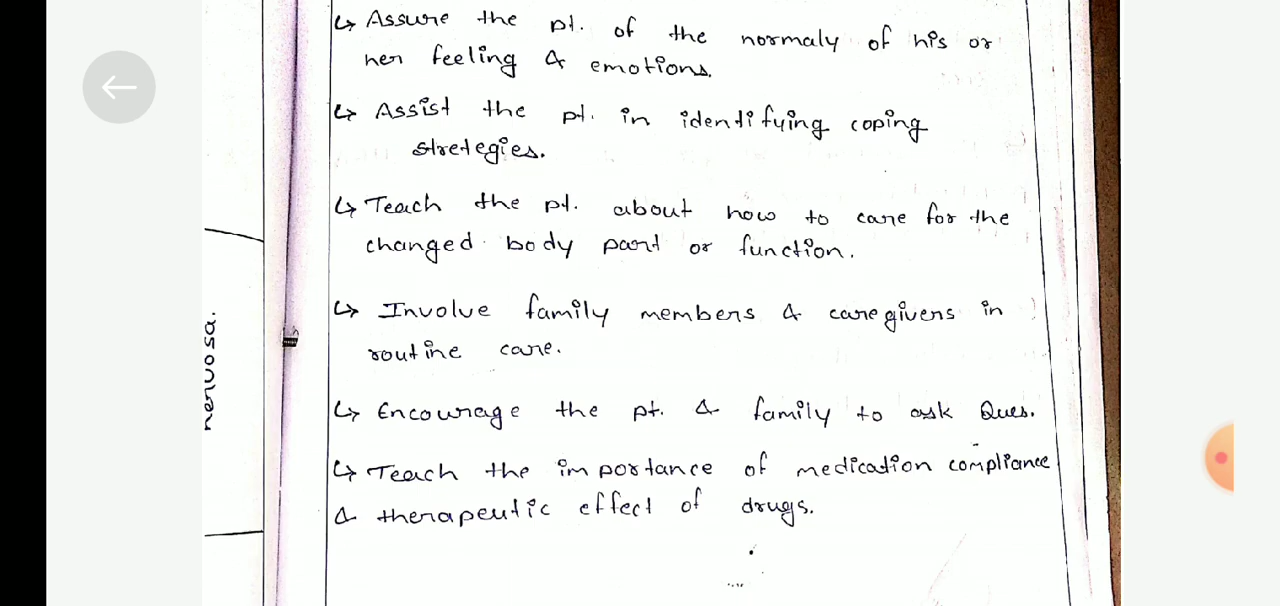 ↳ Assure the pt. of the normaly of his or
her feeling & emotions.
↳ Assist the pt. in identifying coping
stretegies.
↳ Teach the pt. about how to care for the
changed body part or function.
↳ Involve family members & caregivers in
routine care.
↳ Encourage the pt. & family to ask Ques.
↳ Teach the importance of medication compliance
& therapeutic effect of drugs.
nervosa.